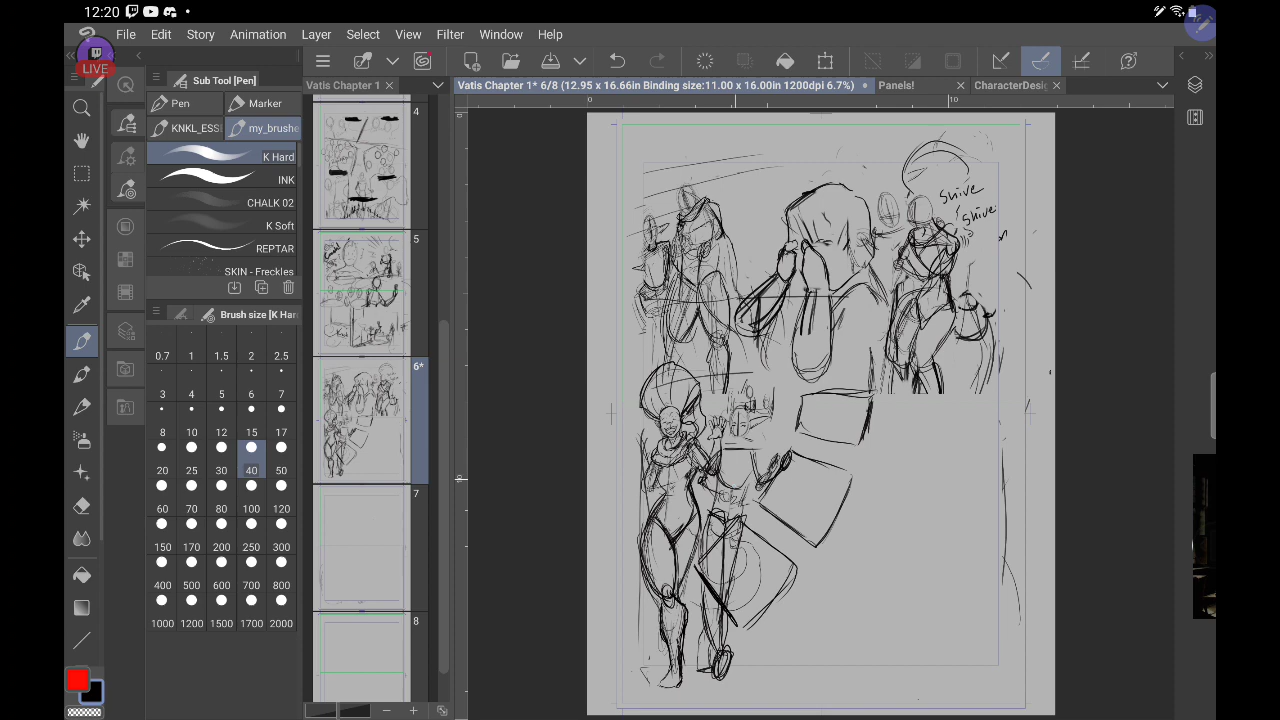 12:20
File Edit Story Animation Layer Select View Filter Window Help
LIVE
Sub Tool [Pen]
Vatis Chapter 1
Vatis Chapter 1* 6/8 (12.95 x 16.66in Binding size:11.00 x 16.00in 1200dpi 6.7%)
Panels!
CharacterDesig
Pen Marker
KNKL_ESS my_brushe
K Hard
INK
CHALK 02
K Soft
REPTAR
SKIN - Freckles
Brush size [K Har
0.7 1 1.5 2 2.5
3 4 5 6 7
8 10 12 15 17
20 25 30 40 50
60 70 80 100 120
150 170 200 250 300
400 500 600 700 800
1000 1200 1500 1700 2000
4
5
6*
7
8
0 10
0
10
Shive
Shive